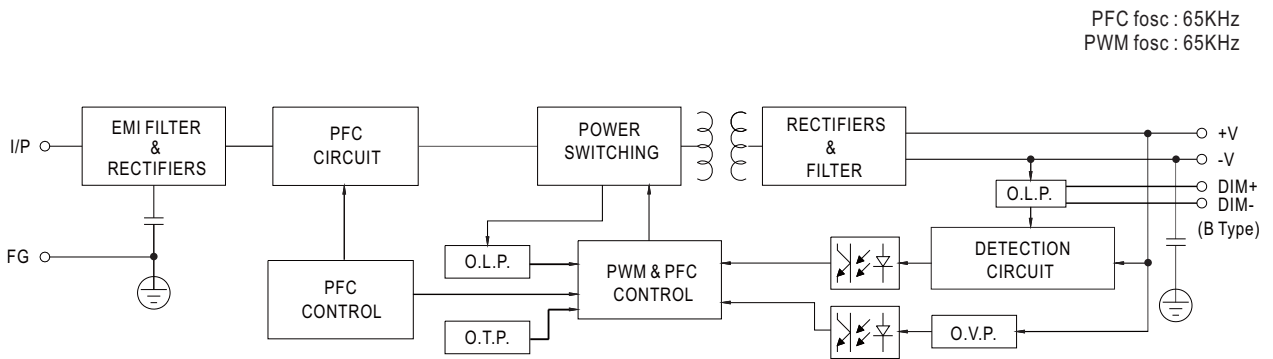 PFC fosc : 65KHz
PWM fosc : 65KHz
I/P
EMI FILTER
&
RECTIFIERS
PFC
CIRCUIT
POWER
SWITCHING
RECTIFIERS
&
FILTER
+V
-V
O.L.P.
DIM+
DIM-
(B Type)
FG
PFC
CONTROL
O.L.P.
O.T.P.
PWM & PFC
CONTROL
DETECTION
CIRCUIT
O.V.P.